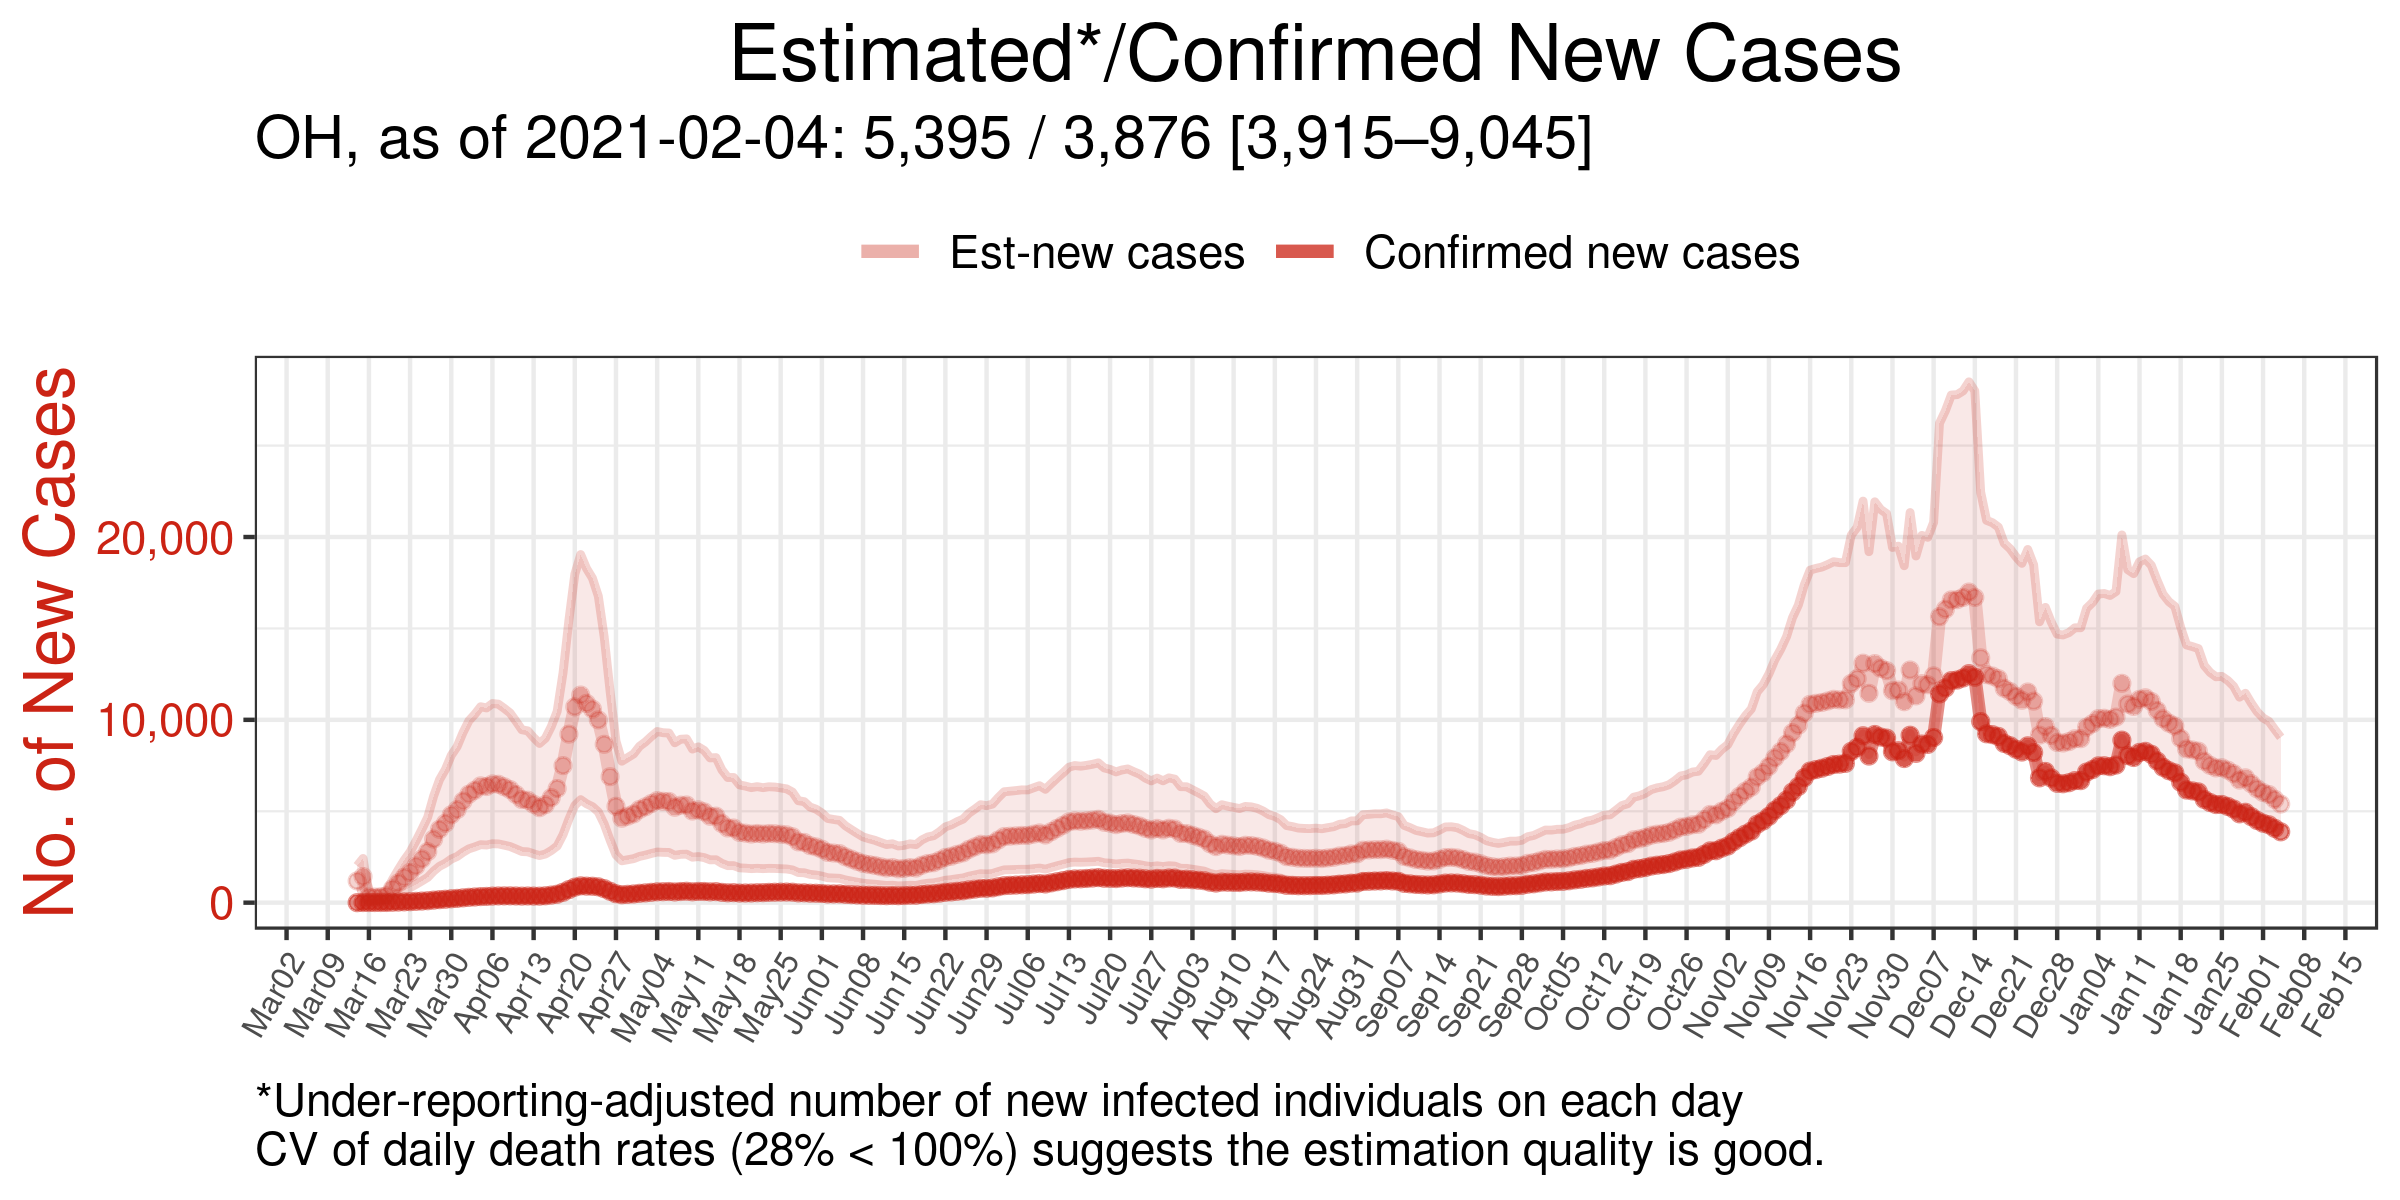 Estimated*/Confirmed New Cases
OH, as of 2021-02-04: 5,395 / 3,876 [3,915–9,045]
Est-new cases Confirmed new cases
No. of New Cases
20,000
10,000
0
Mar02 Mar09 Mar16 Mar23 Mar30 Apr06 Apr13 Apr20 Apr27 May04 May11 May18 May25 Jun01 Jun08 Jun15 Jun22 Jun29 Jul06 Jul13 Jul20 Jul27 Aug03 Aug10 Aug17 Aug24 Aug31 Sep07 Sep14 Sep21 Sep28 Oct05 Oct12 Oct19 Oct26 Nov02 Nov09 Nov16 Nov23 Nov30 Dec07 Dec14 Dec21 Dec28 Jan04 Jan11 Jan18 Jan25 Feb01 Feb08 Feb15
*Under-reporting-adjusted number of new infected individuals on each day
CV of daily death rates (28% < 100%) suggests the estimation quality is good.